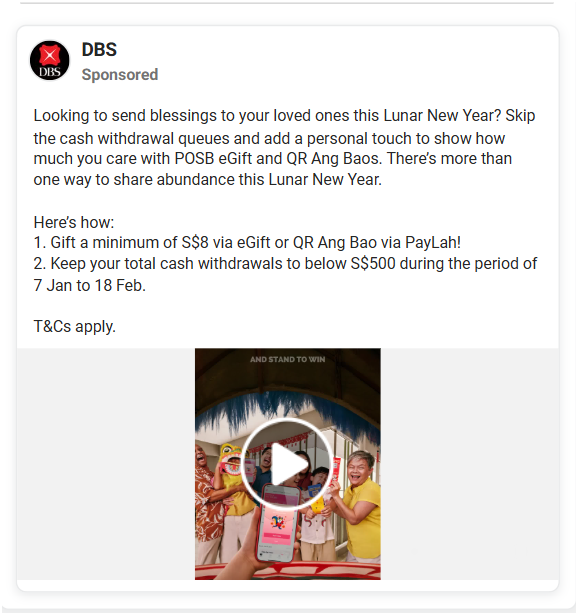 DBS
DBS
Sponsored
Looking to send blessings to your loved ones this Lunar New Year? Skip
the cash withdrawal queues and add a personal touch to show how
much you care with POSB eGift and QR Ang Baos. There’s more than
one way to share abundance this Lunar New Year.
Here’s how:
1. Gift a minimum of S$8 via eGift or QR Ang Bao via PayLah!
2. Keep your total cash withdrawals to below S$500 during the period of
7 Jan to 18 Feb.
T&Cs apply.
AND STAND TO WIN